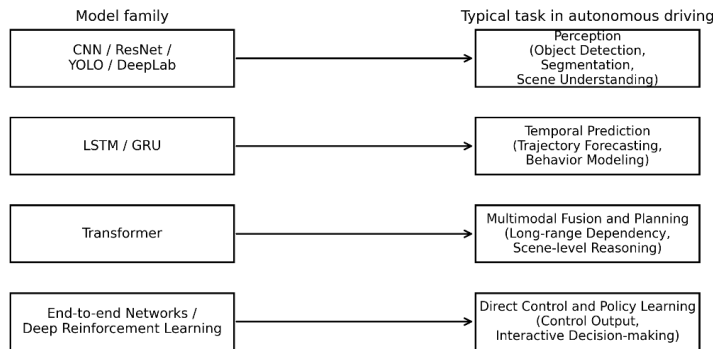 Model family
Typical task in autonomous driving
CNN / ResNet /
YOLO / DeepLab
Perception
(Object Detection,
Segmentation,
Scene Understanding)
LSTM / GRU
Temporal Prediction
(Trajectory Forecasting,
Behavior Modeling)
Transformer
Multimodal Fusion and Planning
(Long-range Dependency,
Scene-level Reasoning)
End-to-end Networks /
Deep Reinforcement Learning
Direct Control and Policy Learning
(Control Output,
Interactive Decision-making)